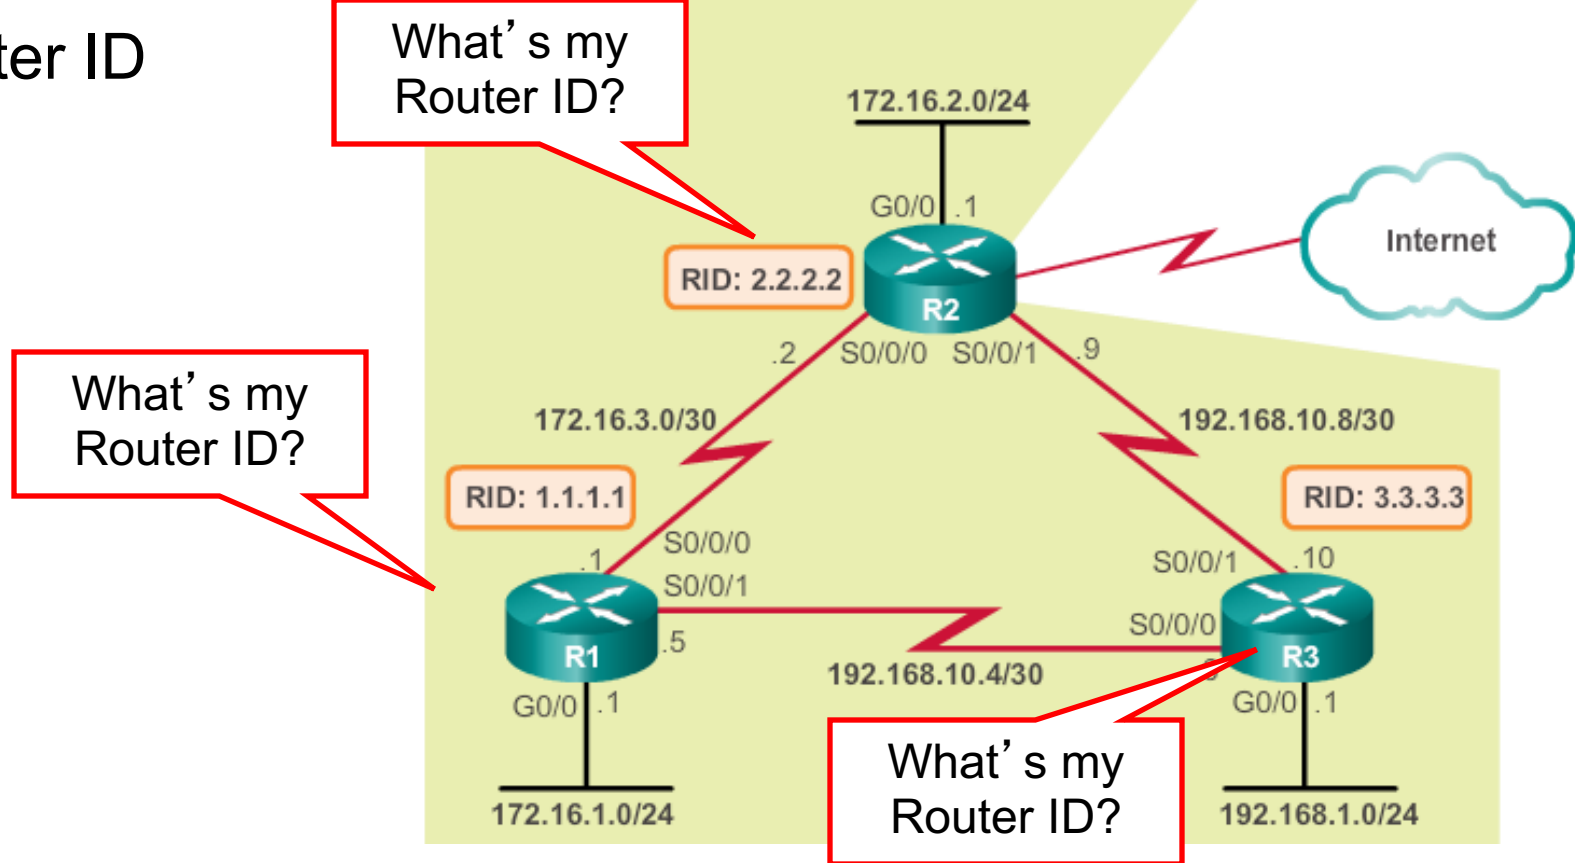 ter ID
What's my
Router ID?
172.16.2.0/24
G0/0 .1
Internet
RID: 2.2.2.2
R2
.2 S0/0/0 S0/0/1 .9
What's my
Router ID?
172.16.3.0/30
192.168.10.8/30
RID: 1.1.1.1
RID: 3.3.3.3
.1 S0/0/0
S0/0/1 .10
S0/0/1
S0/0/0
.5
R1
R3
192.168.10.4/30
G0/0 .1
G0/0 .1
What's my
Router ID?
172.16.1.0/24
192.168.1.0/24